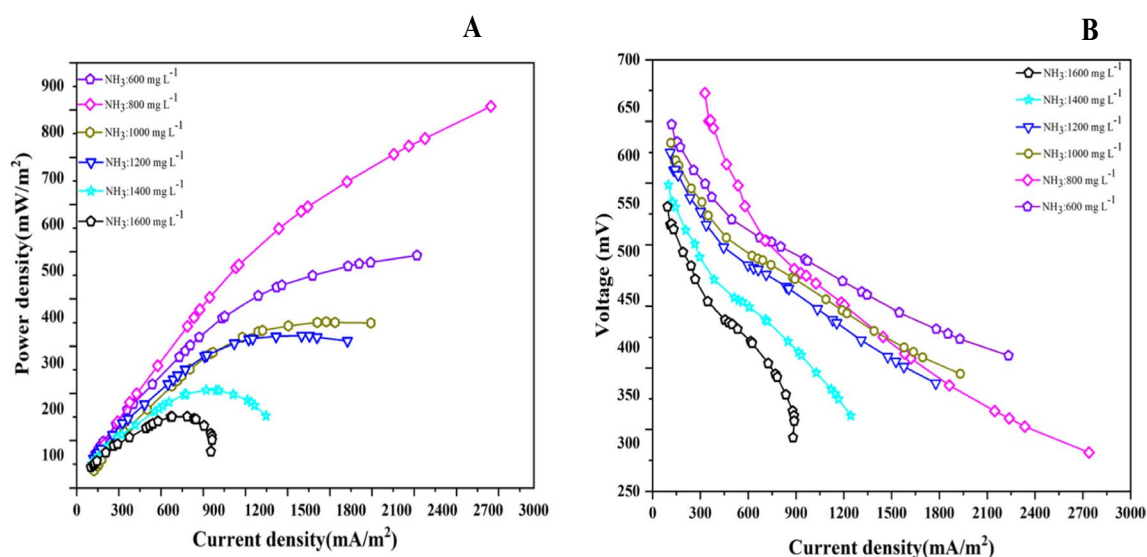 A
900
800
700
600
500
400
300
200
100
Power density(mW/m²)
NH₃:600 mg L⁻¹
NH₃:800 mg L⁻¹
NH₃:1000 mg L⁻¹
NH₃:1200 mg L⁻¹
NH₃:1400 mg L⁻¹
NH₃:1600 mg L⁻¹
0 300 600 900 1200 1500 1800 2100 2400 2700 3000
Current density(mA/m²)
B
700
650
600
550
500
450
400
350
300
250
Voltage (mV)
NH₃:1600 mg L⁻¹
NH₃:1400 mg L⁻¹
NH₃:1200 mg L⁻¹
NH₃:1000 mg L⁻¹
NH₃:800 mg L⁻¹
NH₃:600 mg L⁻¹
0 300 600 900 1200 1500 1800 2100 2400 2700 3000
Current density(mA/m²)